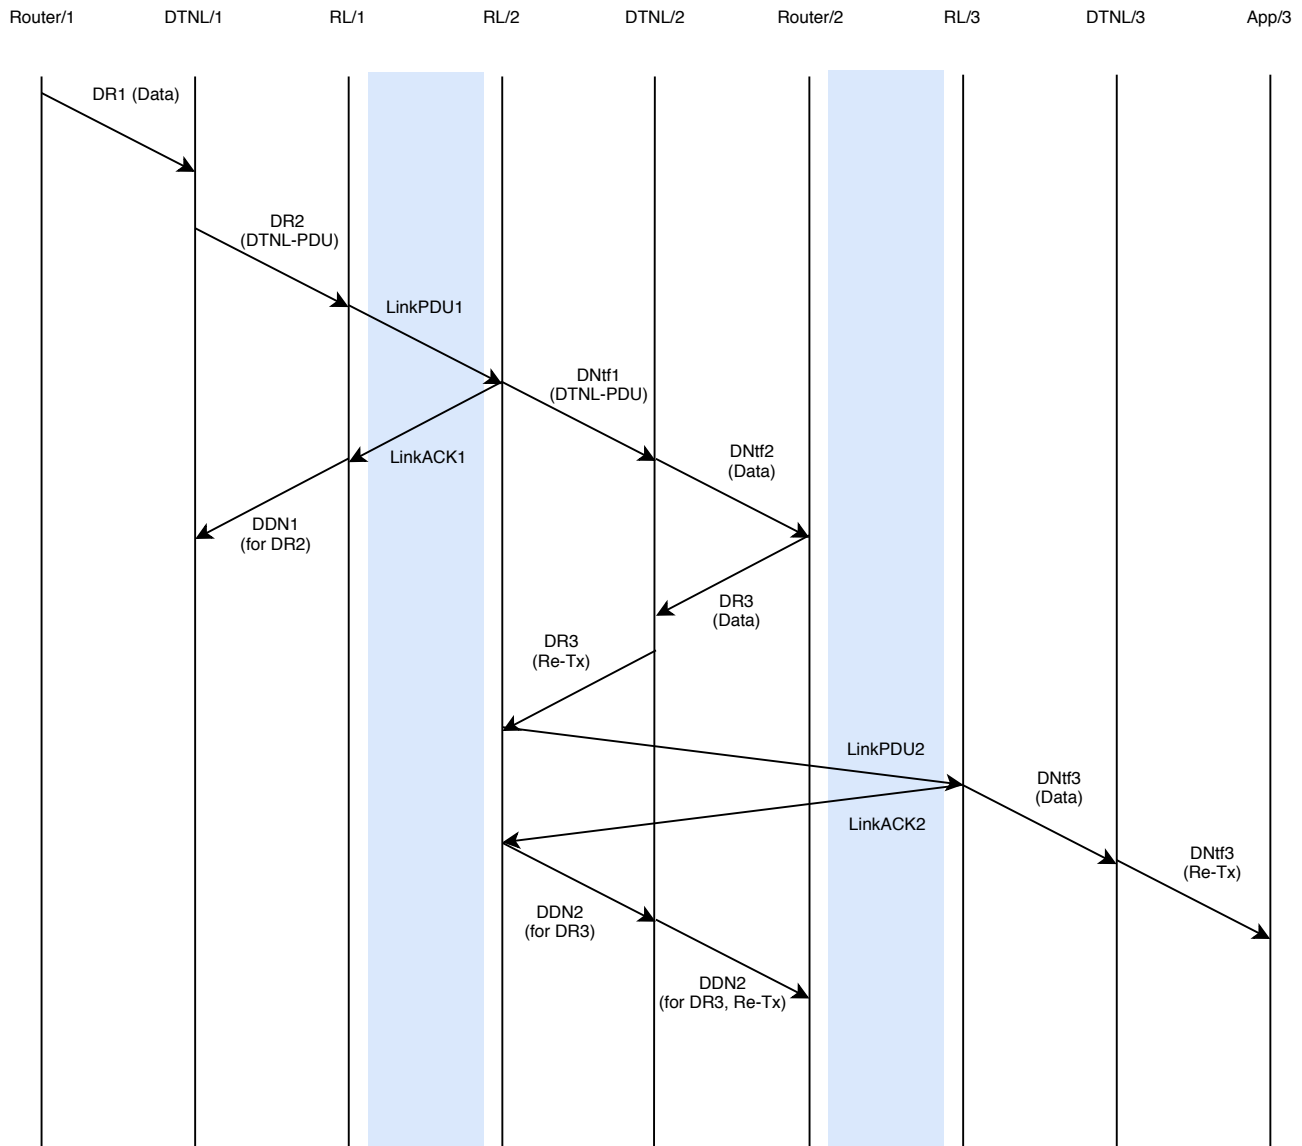 Router/1
DTNL/1
RL/1
RL/2
DTNL/2
Router/2
RL/3
DTNL/3
App/3
DR1 (Data)
DR2
(DTNL-PDU)
LinkPDU1
DNtf1
(DTNL-PDU)
LinkACK1
DNtf2
(Data)
DDN1
(for DR2)
DR3
(Data)
DR3
(Re-Tx)
LinkPDU2
DNtf3
(Data)
LinkACK2
DNtf3
(Re-Tx)
DDN2
(for DR3)
DDN2
(for DR3, Re-Tx)